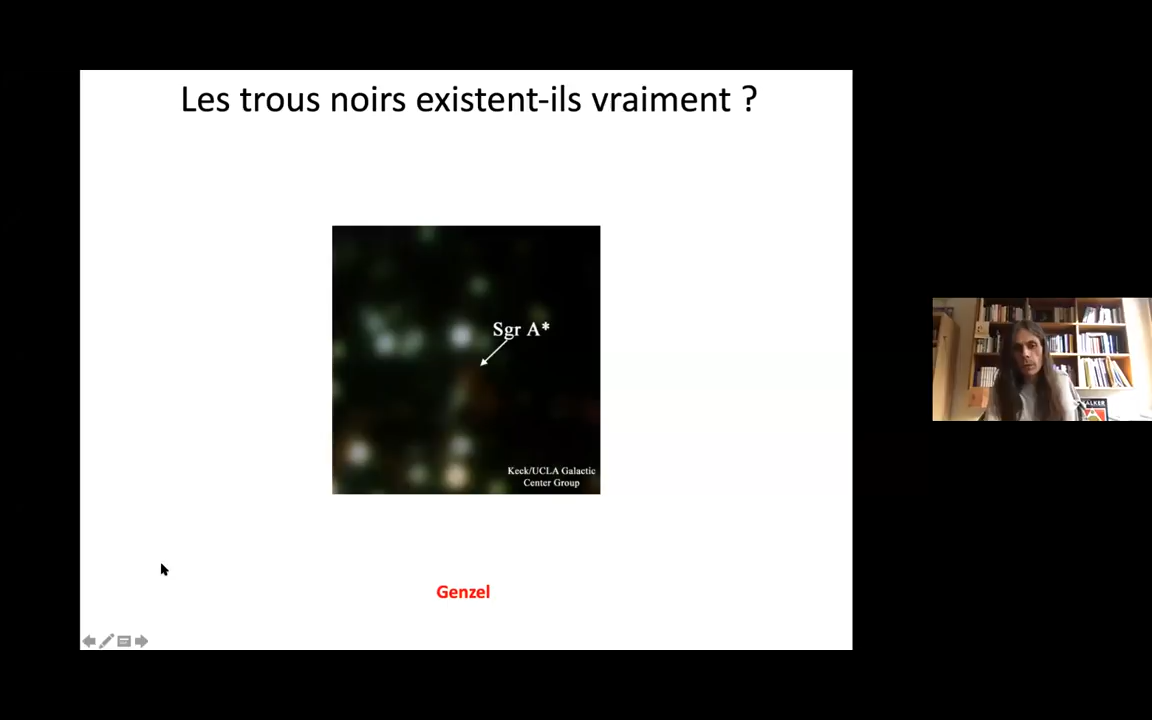 Les trous noirs existent-ils vraiment ?
Sgr A*
Keck/UCLA Galactic
Center Group
Genzel